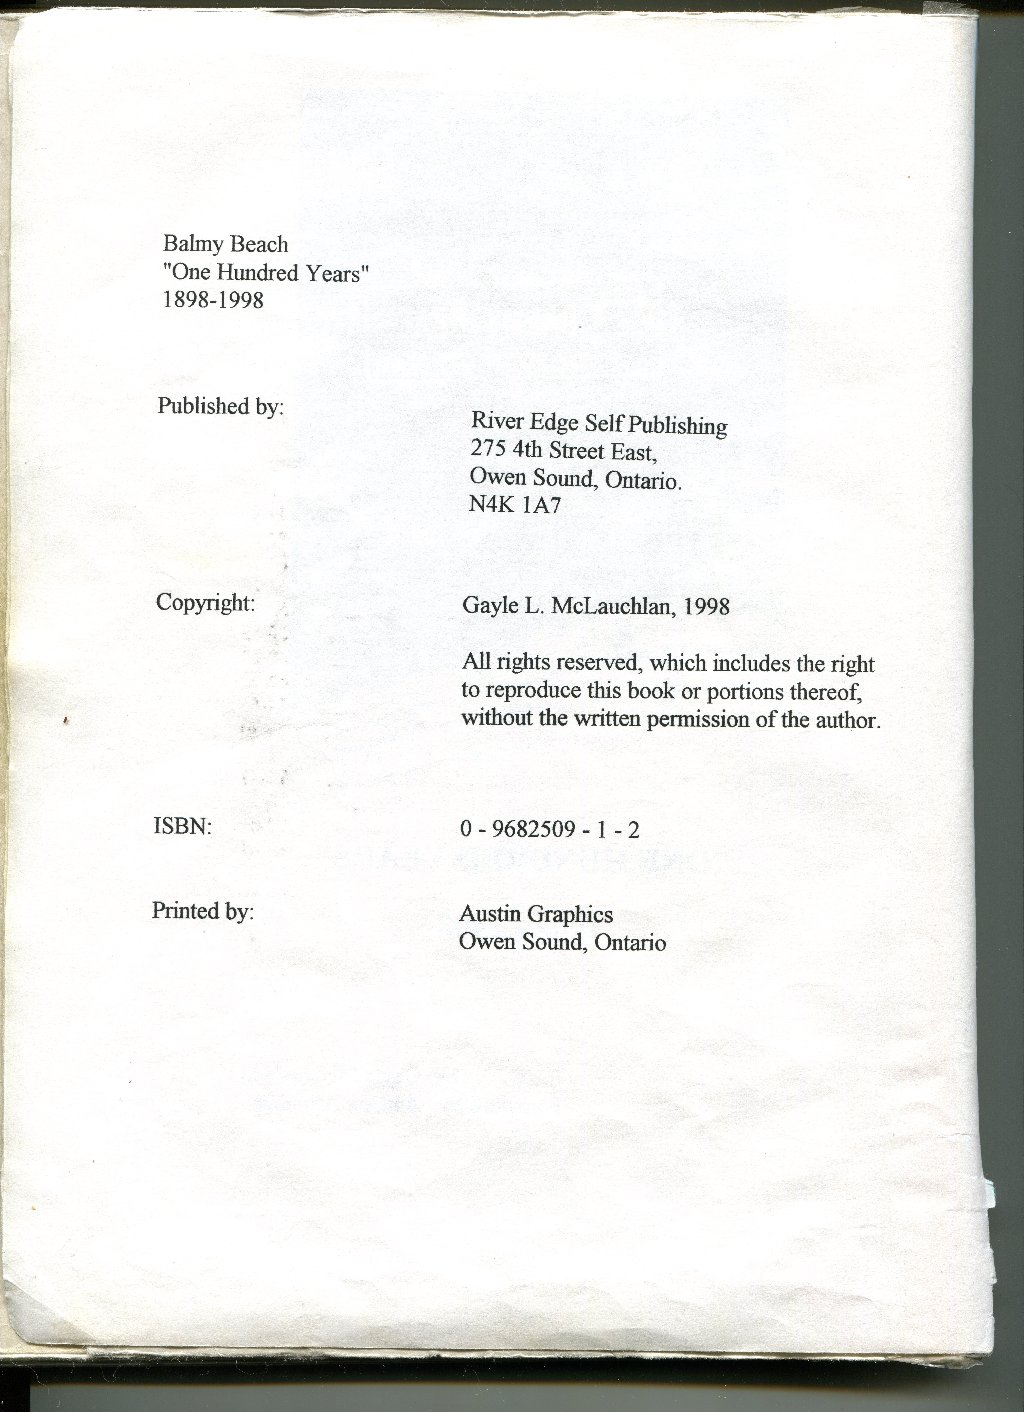 Balmy Beach
"One Hundred Years"
1898-1998
Published by:
River Edge Self Publishing
275 4th Street East,
Owen Sound, Ontario.
N4K 1A7
Copyright:
Gayle L. McLauchlan, 1998
All rights reserved, which includes the right
to reproduce this book or portions thereof,
without the written permission of the author.
ISBN:
0 - 9682509 - 1 - 2
Printed by:
Austin Graphics
Owen Sound, Ontario